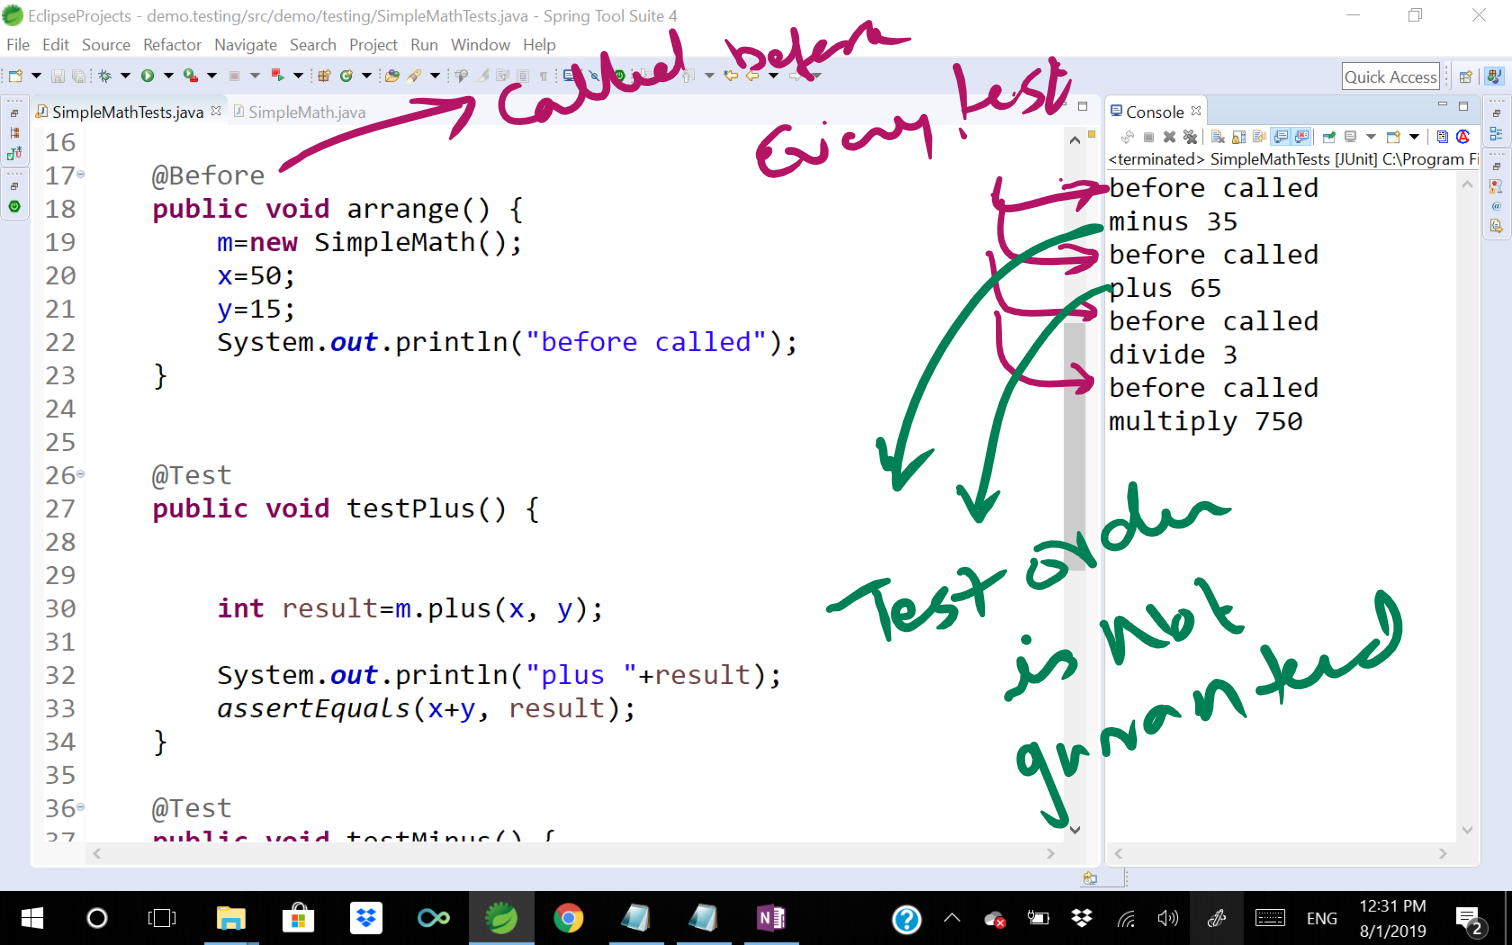 EclipseProjects - demo.testing/src/demo/testing/SimpleMathTests.java - Spring Tool Suite 4
File Edit Source Refactor Navigate Search Project Run Window Help
Quick Access
SimpleMathTests.java
SimpleMath.java
Called before
Every test
16
17 @Before
18 public void arrange() {
19 m=new SimpleMath();
20 x=50;
21 y=15;
22 System.out.println("before called");
23 }
24
25
26 @Test
27 public void testPlus() {
28
29
30 int result=m.plus(x, y);
31
32 System.out.println("plus "+result);
33 assertEquals(x+y, result);
34 }
35
36 @Test
37 public void testMinus() {
Console
<terminated> SimpleMathTests [JUnit] C:\Program Fi
before called
minus 35
before called
plus 65
before called
divide 3
before called
multiply 750
Test order
is Not
guranteed
ENG
12:31 PM
8/1/2019
2